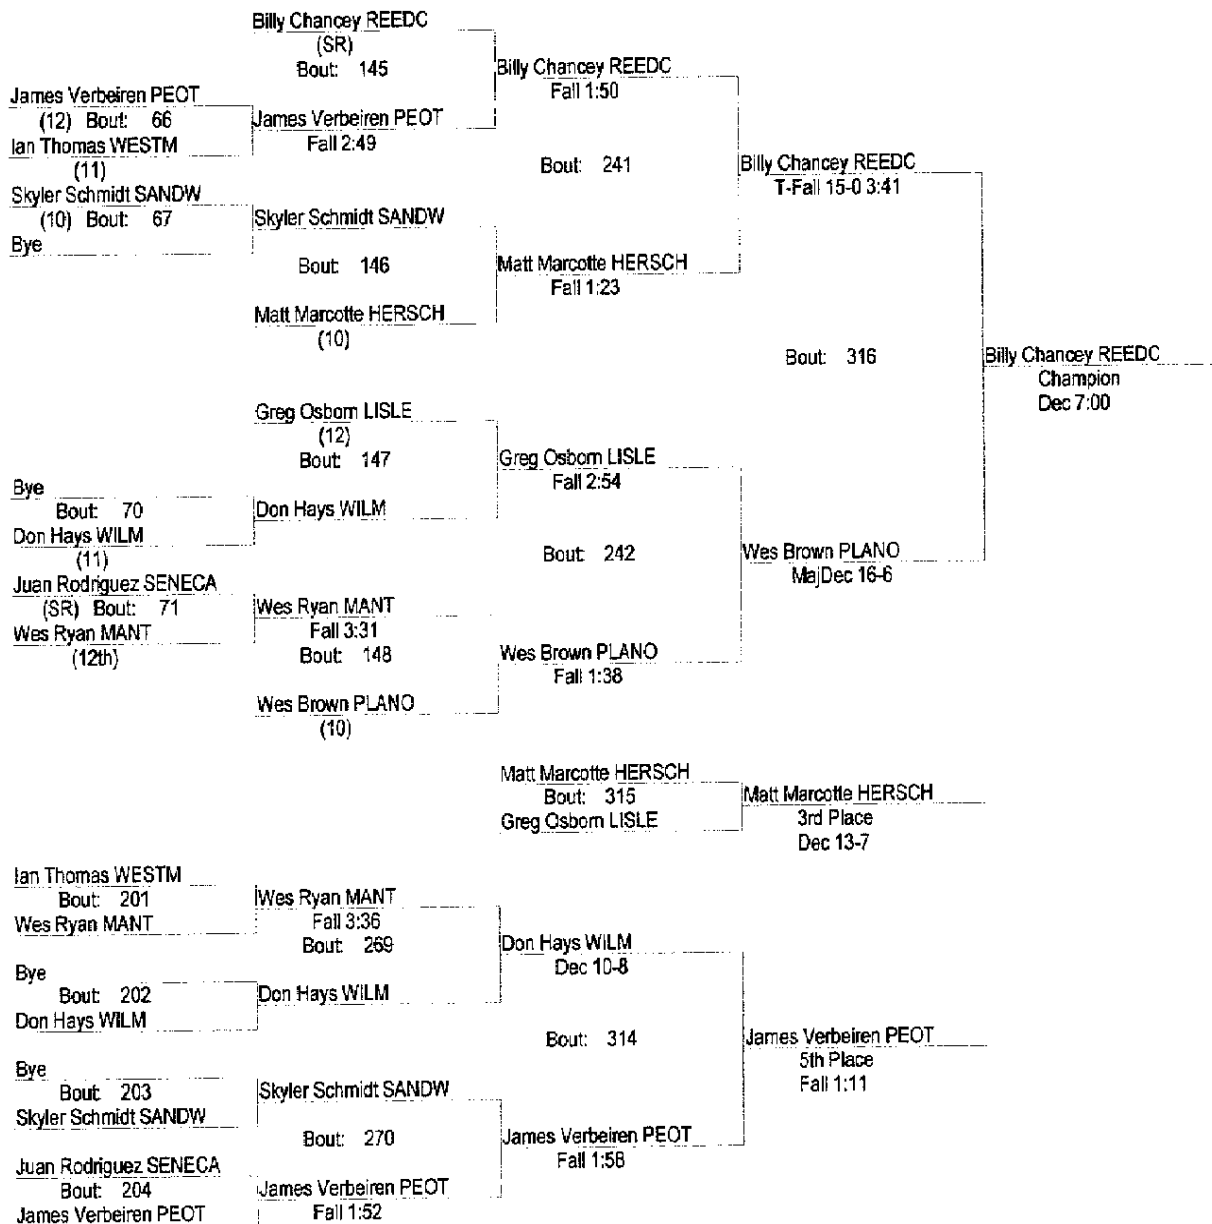 Billy Chancey REEDC
(SR)
Bout: 145
Billy Chancey REEDC
Fall 1:50
James Verbeiren PEOT
(12) Bout: 66
James Verbeiren PEOT
Fall 2:49
Ian Thomas WESTM
(11)
Bout: 241
Billy Chancey REEDC
T-Fall 15-0 3:41
Skyler Schmidt SANDW
(10) Bout: 67
Skyler Schmidt SANDW
Bye
Bout: 146
Matt Marcotte HERSCH
Fall 1:23
Matt Marcotte HERSCH
(10)
Bout: 316
Billy Chancey REEDC
Champion
Dec 7:00
Greg Osborn LISLE
(12)
Bout: 147
Greg Osborn LISLE
Fall 2:54
Bye
Bout: 70
Don Hays WILM
Don Hays WILM
(11)
Bout: 242
Wes Brown PLANO
MajDec 16-6
Juan Rodriguez SENECA
(SR) Bout: 71
Wes Ryan MANT
Fall 3:31
Wes Ryan MANT
(12th)
Bout: 148
Wes Brown PLANO
Fall 1:38
Wes Brown PLANO
(10)
Matt Marcotte HERSCH
Bout: 315
Matt Marcotte HERSCH
3rd Place
Dec 13-7
Greg Osborn LISLE
Ian Thomas WESTM
Bout: 201
Wes Ryan MANT
Fall 3:36
Wes Ryan MANT
Bout: 269
Don Hays WILM
Dec 10-8
Bye
Bout: 202
Don Hays WILM
Don Hays WILM
Bout: 314
James Verbeiren PEOT
5th Place
Fall 1:11
Bye
Bout: 203
Skyler Schmidt SANDW
Skyler Schmidt SANDW
Bout: 270
James Verbeiren PEOT
Fall 1:58
Juan Rodriguez SENECA
Bout: 204
James Verbeiren PEOT
Fall 1:52
James Verbeiren PEOT